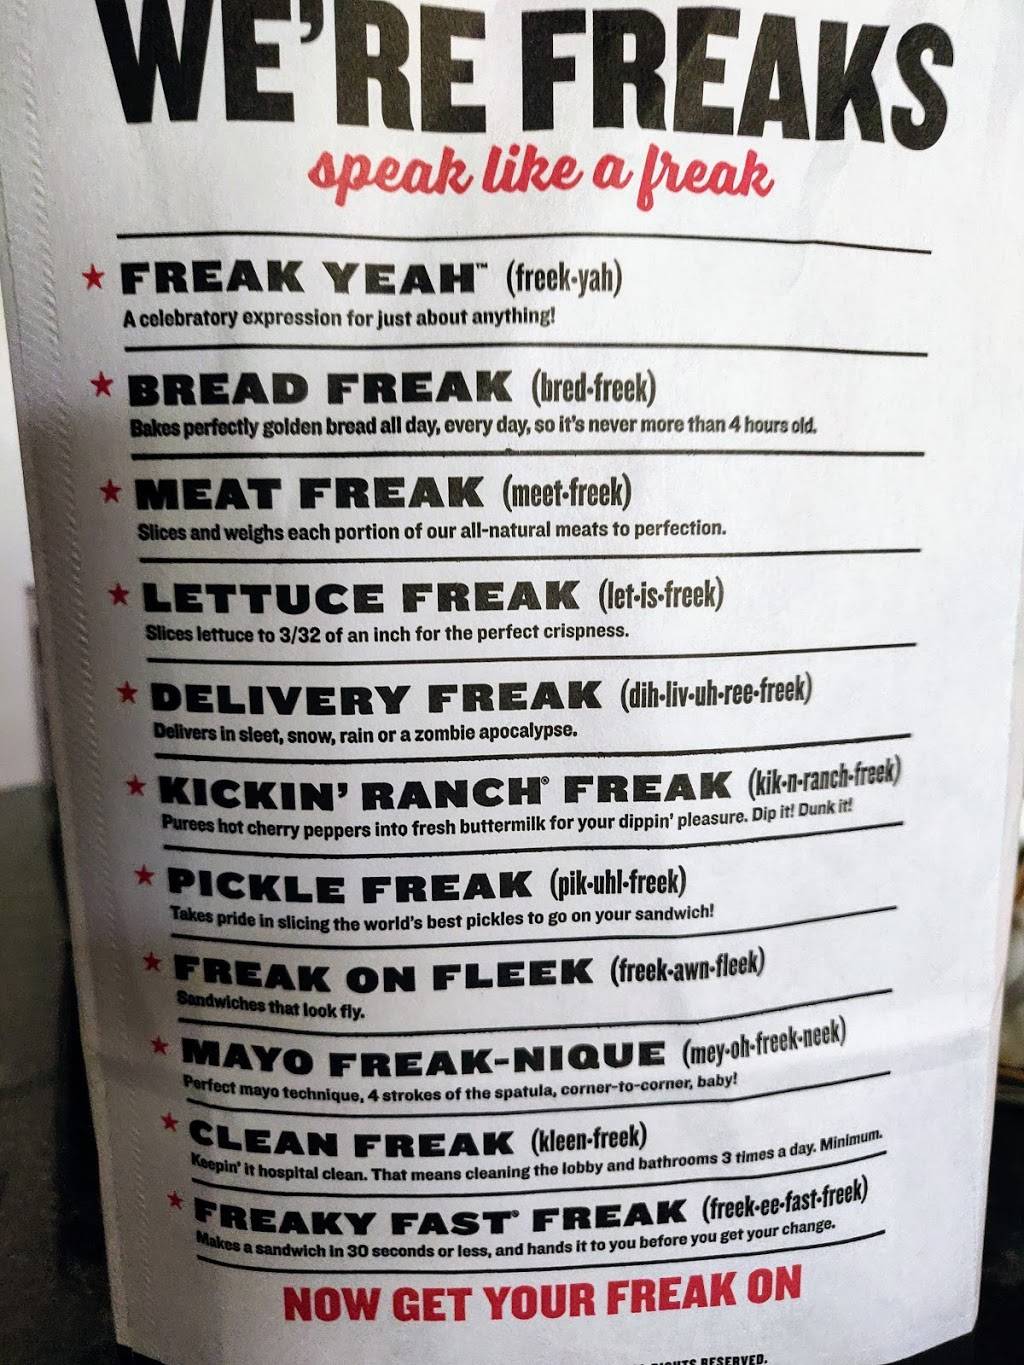 WE'RE FREAKS
speak like a freak
★ FREAK YEAH™ (freek-yah)
A celebratory expression for just about anything!
★ BREAD FREAK (bred-freek)
Bakes perfectly golden bread all day, every day, so it's never more than 4 hours old.
★ MEAT FREAK (meet-freek)
Slices and weighs each portion of our all-natural meats to perfection.
★ LETTUCE FREAK (let-is-freek)
Slices lettuce to 3/32 of an inch for the perfect crispness.
★ DELIVERY FREAK (dih-liv-uh-ree-freek)
Delivers in sleet, snow, rain or a zombie apocalypse.
★ KICKIN' RANCH® FREAK (kik-n-ranch-freek)
Purees hot cherry peppers into fresh buttermilk for your dippin' pleasure. Dip it! Dunk it!
★ PICKLE FREAK (pik-uhl-freek)
Takes pride in slicing the world's best pickles to go on your sandwich!
★ FREAK ON FLEEK (freek-awn-fleek)
Sandwiches that look fly.
★ MAYO FREAK-NIQUE (mey-oh-freek-neek)
Perfect mayo technique, 4 strokes of the spatula, corner-to-corner, baby!
★ CLEAN FREAK (kleen-freek)
Keepin' it hospital clean. That means cleaning the lobby and bathrooms 3 times a day. Minimum.
★ FREAKY FAST® FREAK (freek-ee-fast-freek)
Makes a sandwich in 30 seconds or less, and hands it to you before you get your change.
NOW GET YOUR FREAK ON
RESERVED.